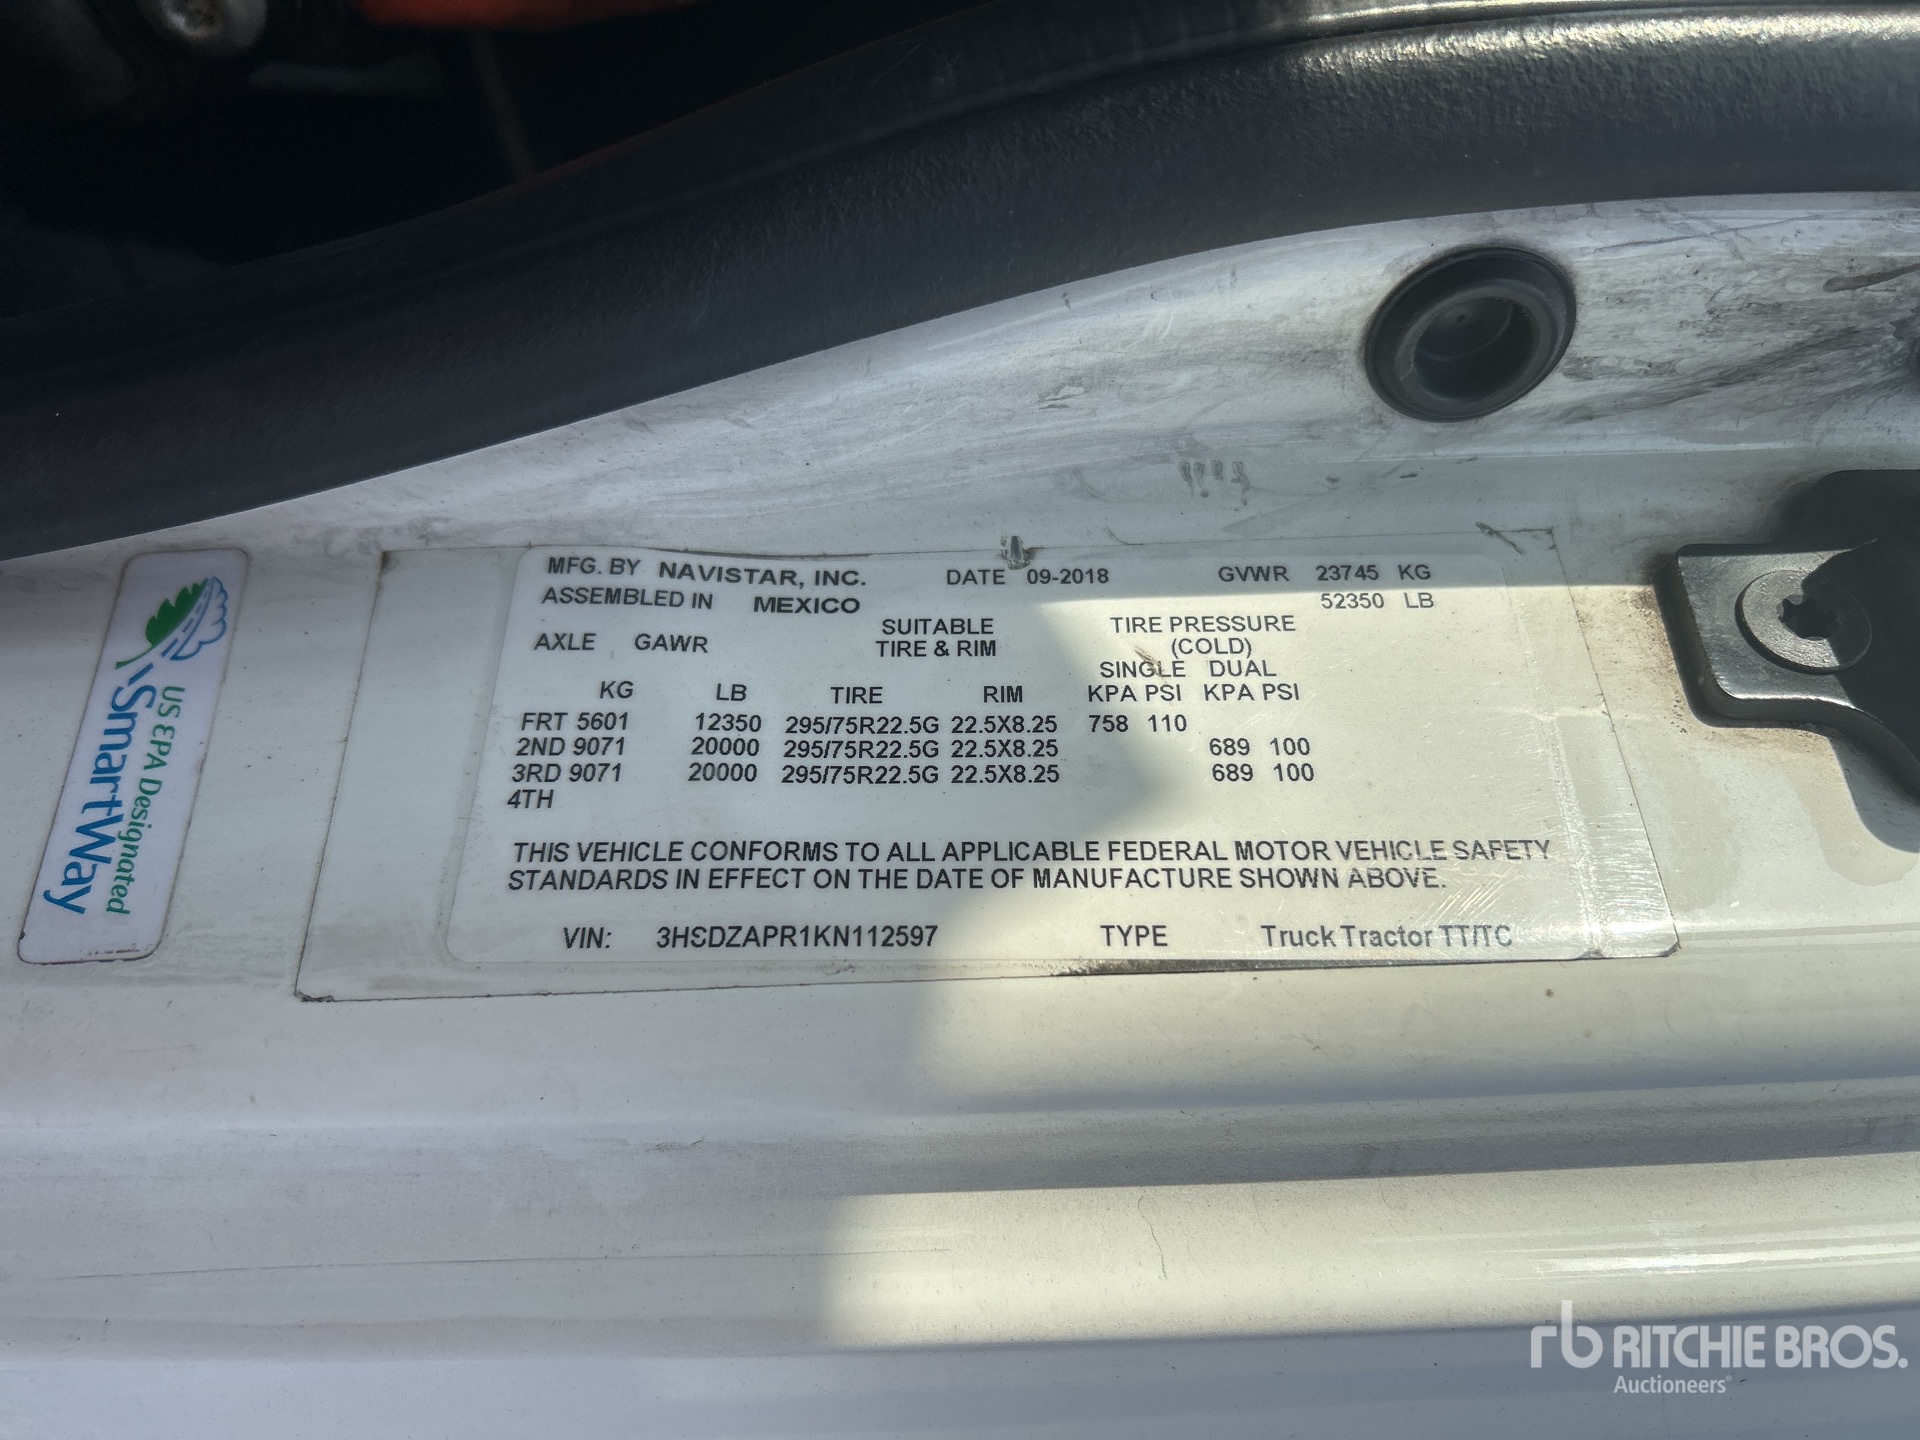 MFG. BY NAVISTAR, INC. DATE 09-2018 GVWR 23745 KG
ASSEMBLED IN MEXICO 52350 LB
AXLE GAWR SUITABLE TIRE PRESSURE
TIRE & RIM (COLD)
SINGLE DUAL
KG LB TIRE RIM KPA PSI KPA PSI
FRT 5601 12350 295/75R22.5G 22.5X8.25 758 110
2ND 9071 20000 295/75R22.5G 22.5X8.25 689 100
3RD 9071 20000 295/75R22.5G 22.5X8.25 689 100
4TH
THIS VEHICLE CONFORMS TO ALL APPLICABLE FEDERAL MOTOR VEHICLE SAFETY
STANDARDS IN EFFECT ON THE DATE OF MANUFACTURE SHOWN ABOVE.
VIN: 3HSDZAPR1KN112597 TYPE Truck Tractor TT/TC
US EPA Designated
SmartWay
rb RITCHIE BROS.
Auctioneers